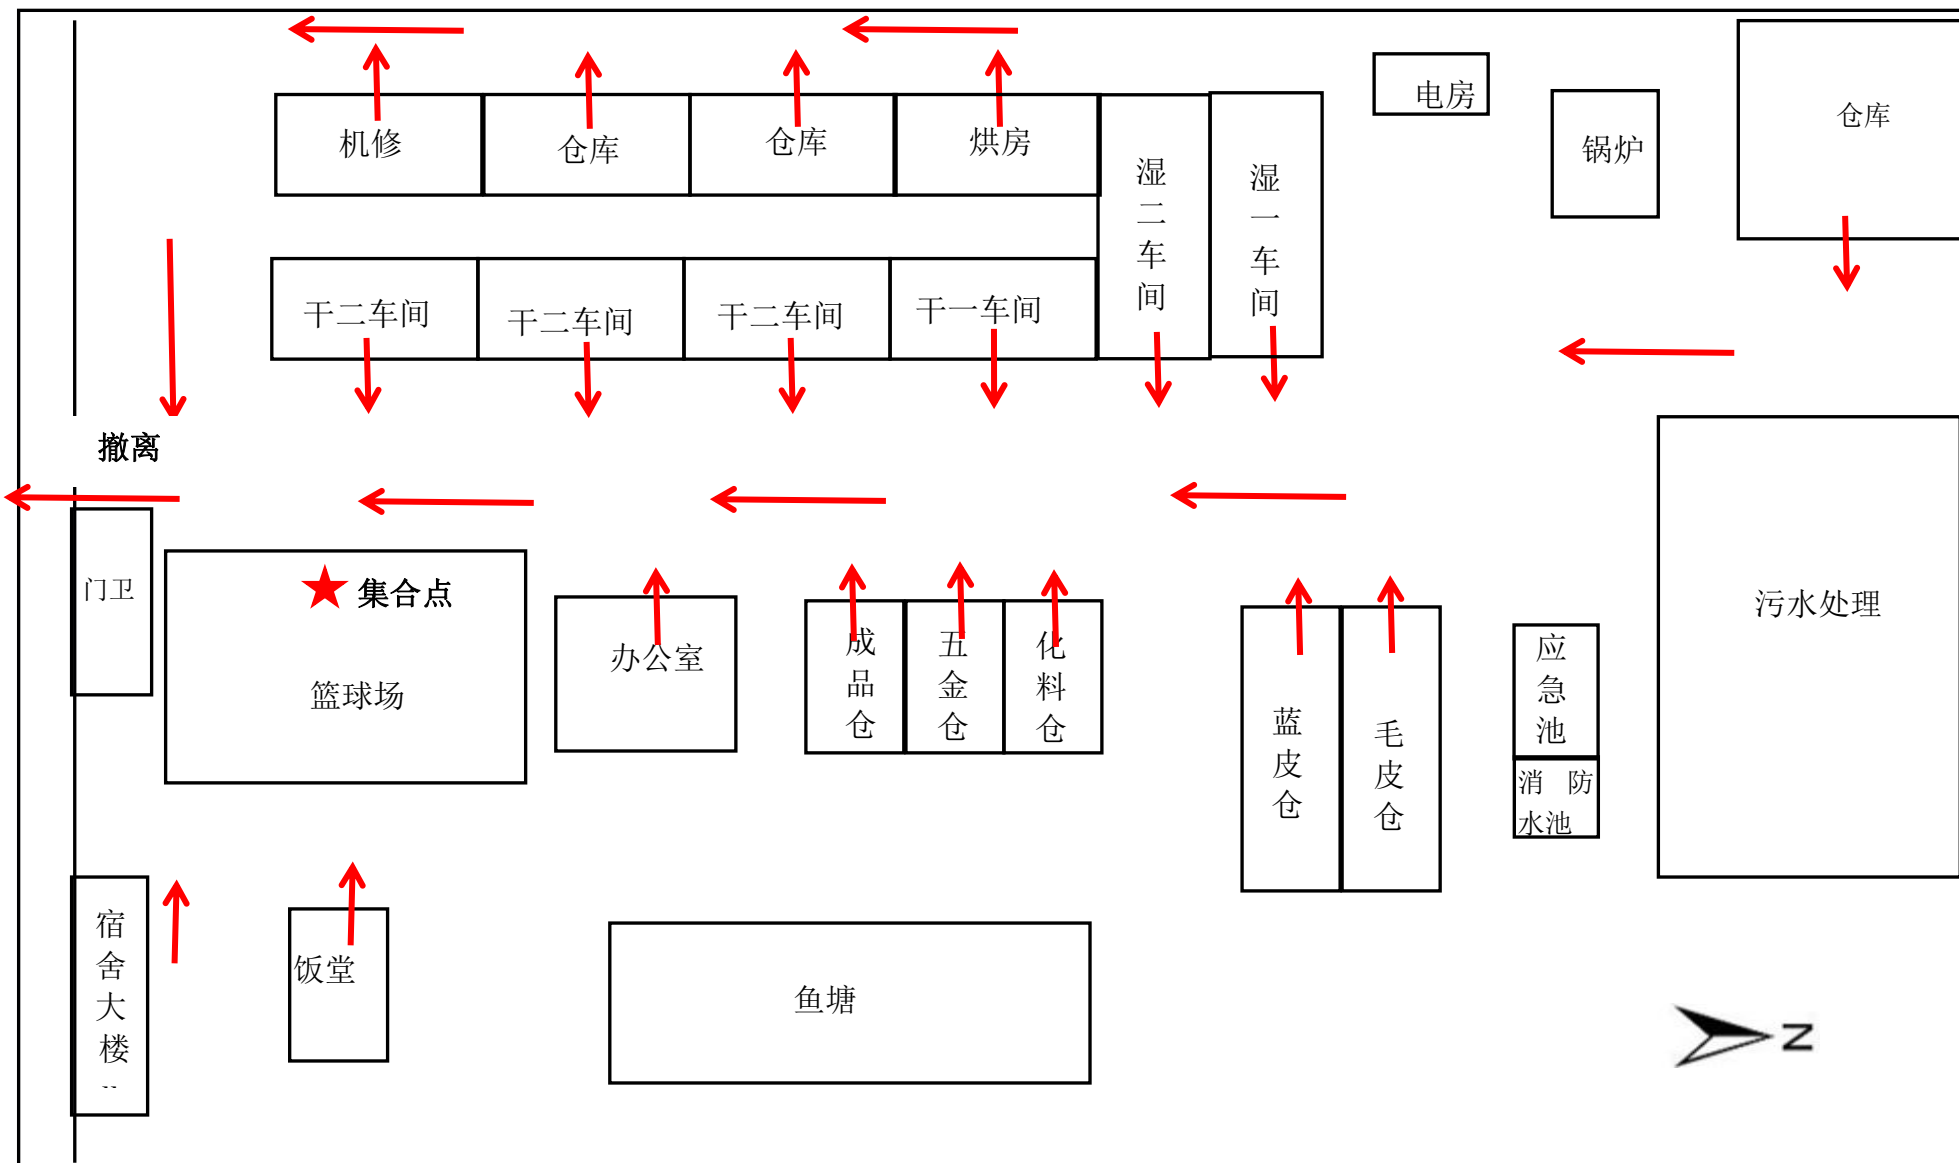 电房
仓库
机修
仓库
仓库
烘房
锅炉
湿二车间
湿一车间
干二车间
干二车间
干二车间
干一车间
撤离
门卫
集合点
篮球场
办公室
成品仓
五金仓
化料仓
蓝皮仓
毛皮仓
应急池
消 防
水池
污水处理
宿舍大楼
饭堂
鱼塘
N